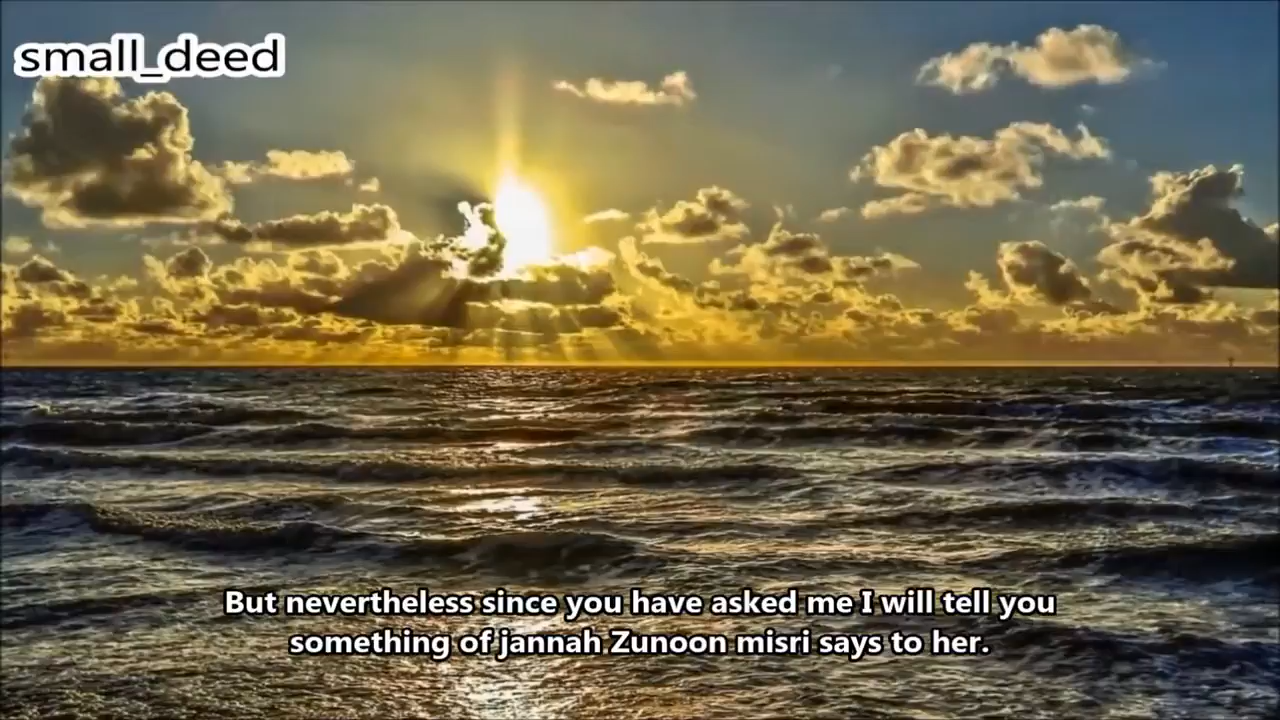 small_deed
But nevertheless since you have asked me I will tell you
something of jannah Zunoon misri says to her.